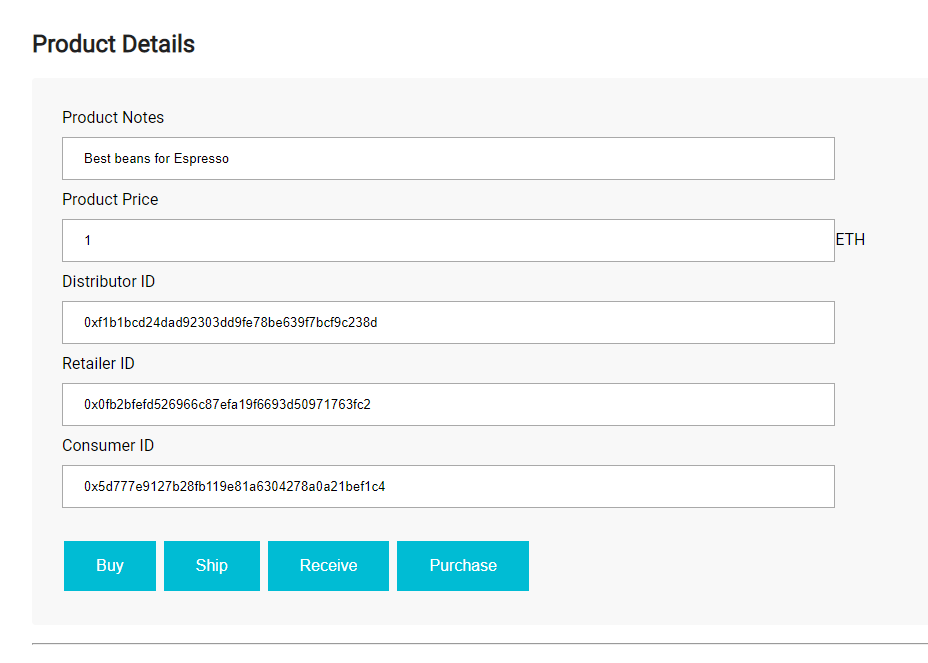 Product Details
Product Notes
Best beans for Espresso
Product Price
1 ETH
Distributor ID
0xf1b1bcd24dad92303dd9fe78be639f7bcf9c238d
Retailer ID
0x0fb2bfefd526966c87efa19f6693d50971763fc2
Consumer ID
0x5d777e9127b28fb119e81a6304278a0a21bef1c4
Buy Ship Receive Purchase